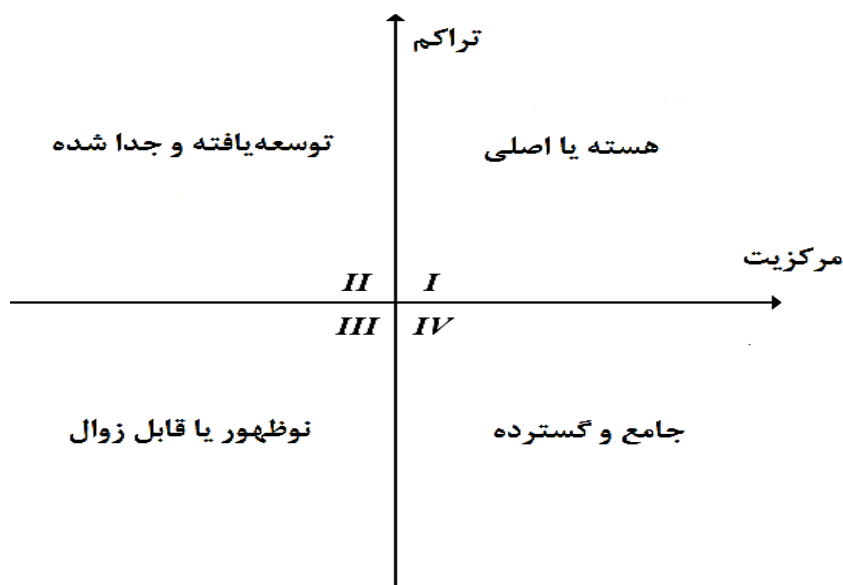 تراکم
هسته یا اصلی
توسعه‌یافته و جدا شده
مرکزیت
II
I
III
IV
جامع و گسترده
نوظهور یا قابل زوال